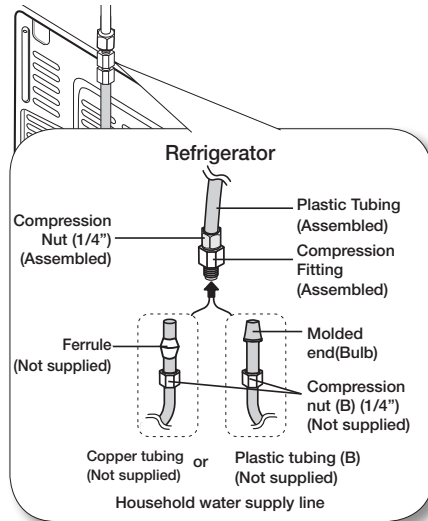 Refrigerator
Compression
Nut (1/4”)
(Assembled)
Plastic Tubing
(Assembled)
Compression
Fitting
(Assembled)
Ferrule
(Not supplied)
Molded
end(Bulb)
Compression
nut (B) (1/4”)
(Not supplied)
Copper tubing
(Not supplied)
or
Plastic tubing (B)
(Not supplied)
Household water supply line